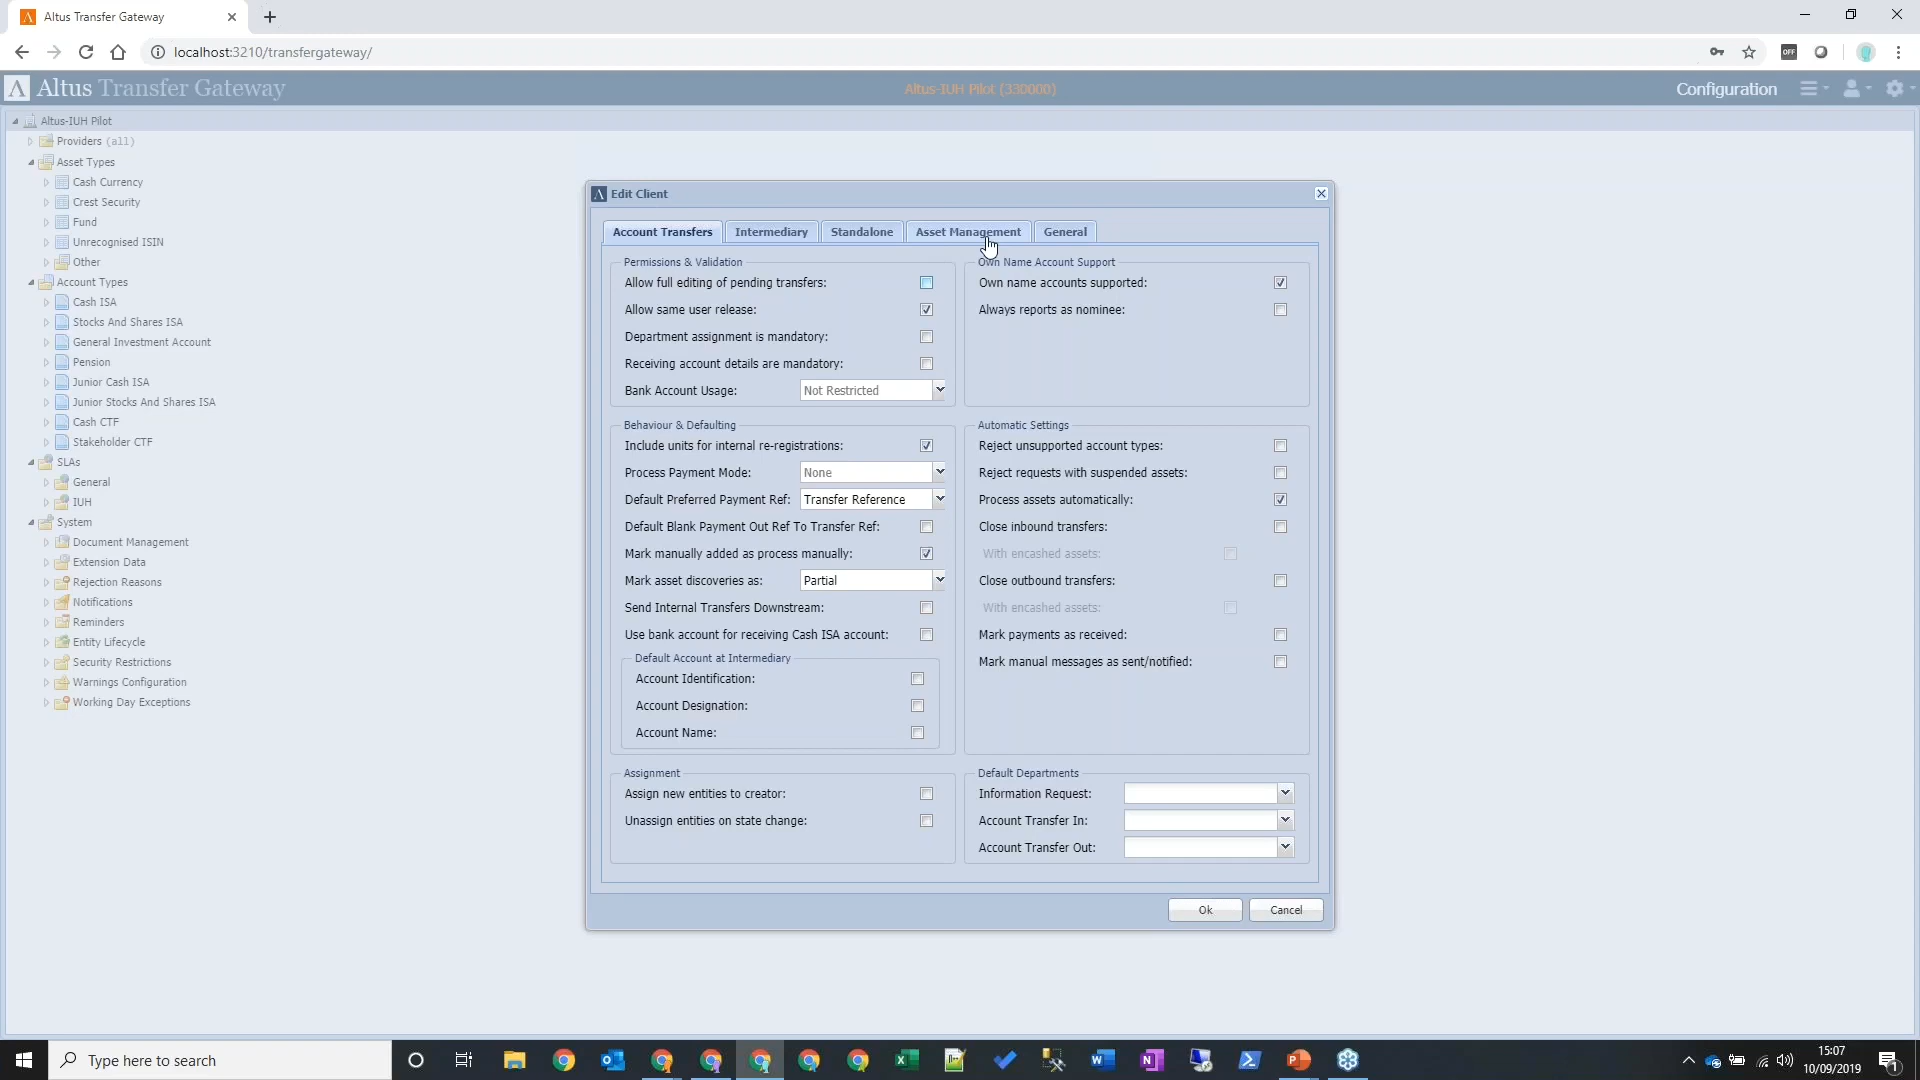 Altus Transfer Gateway
localhost:3210/transfergateway/
OFF
Altus Transfer Gateway
Altus-IUH Pilot (330000)
Configuration
Altus-IUH Pilot
Providers (all)
Asset Types
Cash Currency
Crest Security
Fund
Unrecognised ISIN
Other
Account Types
Cash ISA
Stocks And Shares ISA
General Investment Account
Pension
Junior Cash ISA
Junior Stocks And Shares ISA
Cash CTF
Stakeholder CTF
SLAs
General
IUH
System
Document Management
Extension Data
Rejection Reasons
Notifications
Reminders
Entity Lifecycle
Security Restrictions
Warnings Configuration
Working Day Exceptions
Edit Client
Account Transfers Intermediary Standalone Asset Management General
Permissions & Validation
Allow full editing of pending transfers:
Allow same user release:
Department assignment is mandatory:
Receiving account details are mandatory:
Bank Account Usage: Not Restricted
Own Name Account Support
Own name accounts supported:
Always reports as nominee:
Behaviour & Defaulting
Include units for internal re-registrations:
Process Payment Mode: None
Default Preferred Payment Ref: Transfer Reference
Default Blank Payment Out Ref To Transfer Ref:
Mark manually added as process manually:
Mark asset discoveries as: Partial
Send Internal Transfers Downstream:
Use bank account for receiving Cash ISA account:
Default Account at Intermediary
Account Identification:
Account Designation:
Account Name:
Automatic Settings
Reject unsupported account types:
Reject requests with suspended assets:
Process assets automatically:
Close inbound transfers:
With encashed assets:
Close outbound transfers:
With encashed assets:
Mark payments as received:
Mark manual messages as sent/notified:
Assignment
Assign new entities to creator:
Unassign entities on state change:
Default Departments
Information Request:
Account Transfer In:
Account Transfer Out:
Ok Cancel
Type here to search
15:07
10/09/2019
1